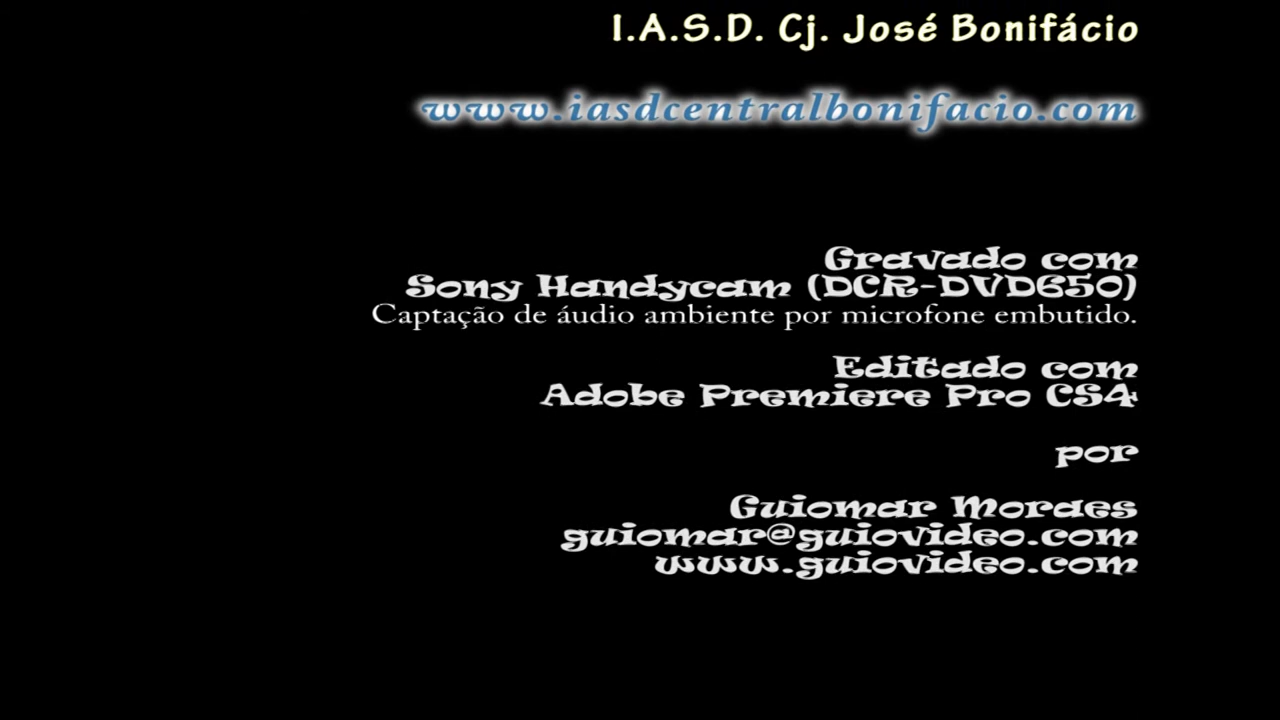 I.A.S.D. Cj. José Bonifácio
www.iasdcentralbonifacio.com
Gravado com
Sony Handycam (DCR-DVD650)
Captação de áudio ambiente por microfone embutido.
Editado com
Adobe Premiere Pro CS4
por
Guiomar Moraes
guiomar@guiovideo.com
www.guiovideo.com